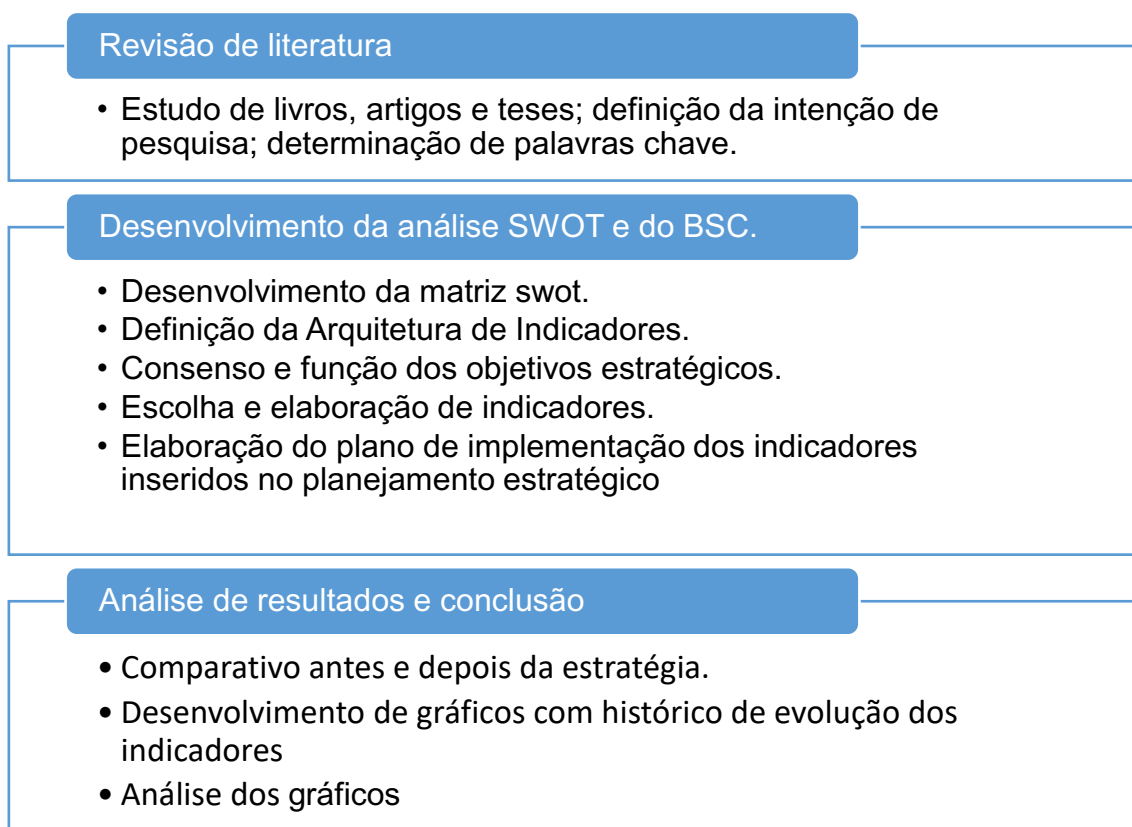 Revisão de literatura
• Estudo de livros, artigos e teses; definição da intenção de
pesquisa; determinação de palavras chave.
Desenvolvimento da análise SWOT e do BSC.
• Desenvolvimento da matriz swot.
• Definição da Arquitetura de Indicadores.
• Consenso e função dos objetivos estratégicos.
• Escolha e elaboração de indicadores.
• Elaboração do plano de implementação dos indicadores
inseridos no planejamento estratégico
Análise de resultados e conclusão
• Comparativo antes e depois da estratégia.
• Desenvolvimento de gráficos com histórico de evolução dos
indicadores
• Análise dos gráficos